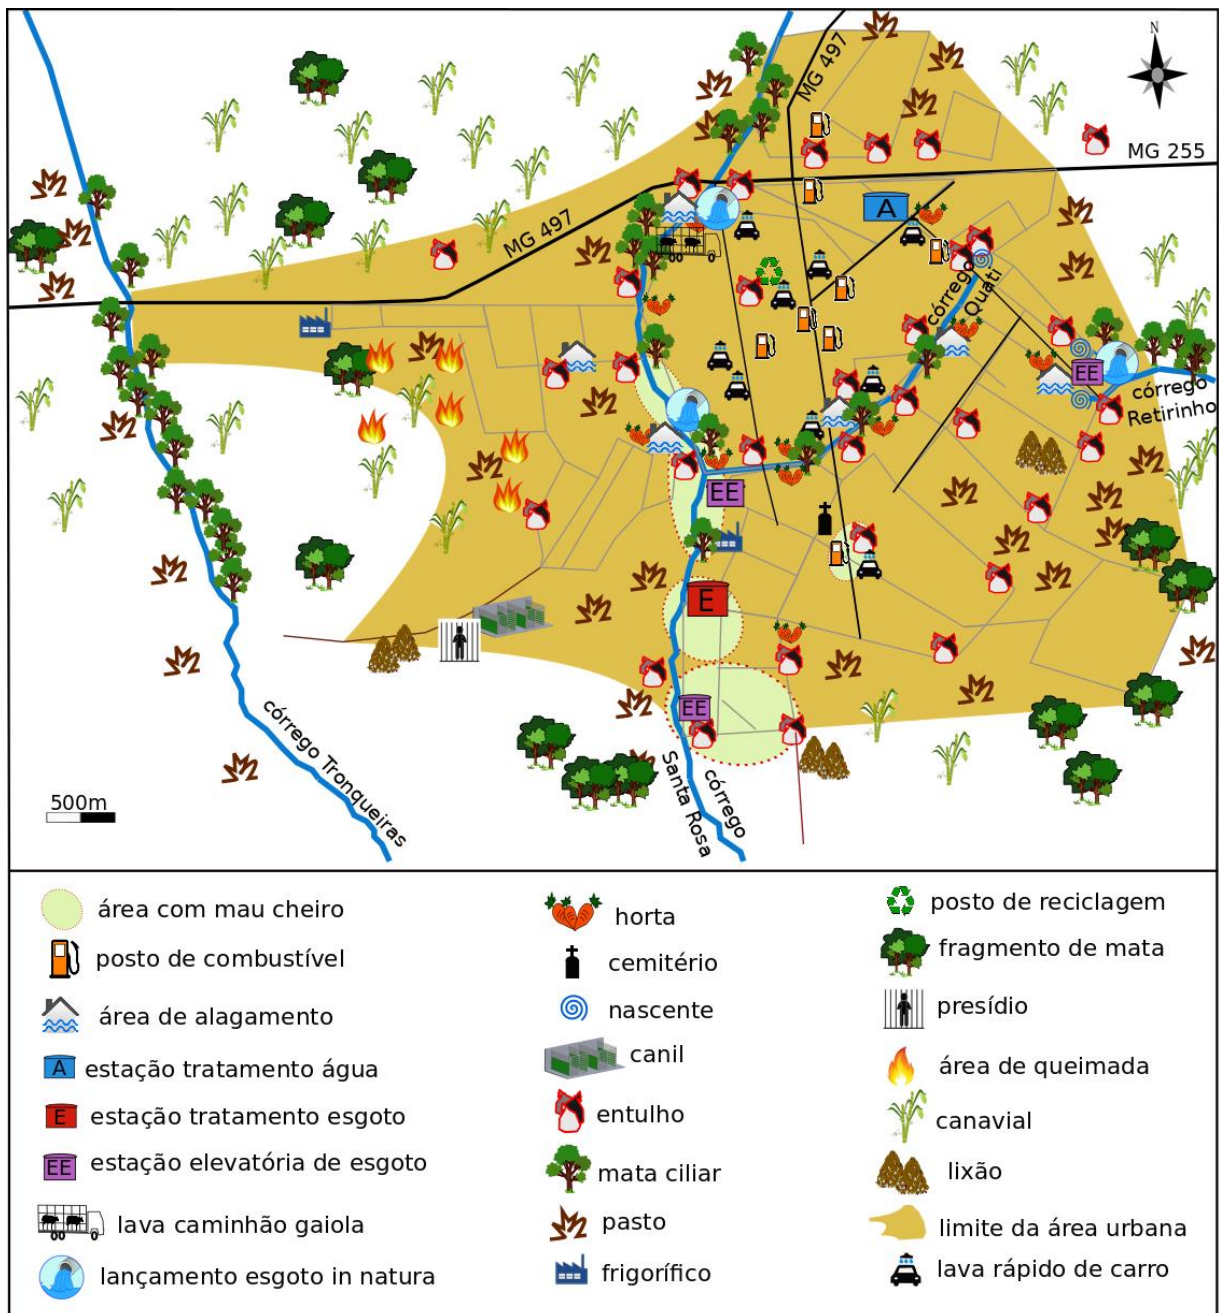 N
MG 497
MG 255
A
MG 497
córrego
Quati
EE
córrego
Retirinho
EE
E
EE
córrego Tronqueiras
córrego
Santa Rosa
500m
área com mau cheiro
posto de combustível
área de alagamento
A estação tratamento água
E estação tratamento esgoto
EE estação elevatória de esgoto
lava caminhão gaiola
lançamento esgoto in natura
horta
cemitério
nascente
canil
entulho
mata ciliar
pasto
frigorífico
posto de reciclagem
fragmento de mata
presídio
área de queimada
canavial
lixão
limite da área urbana
lava rápido de carro